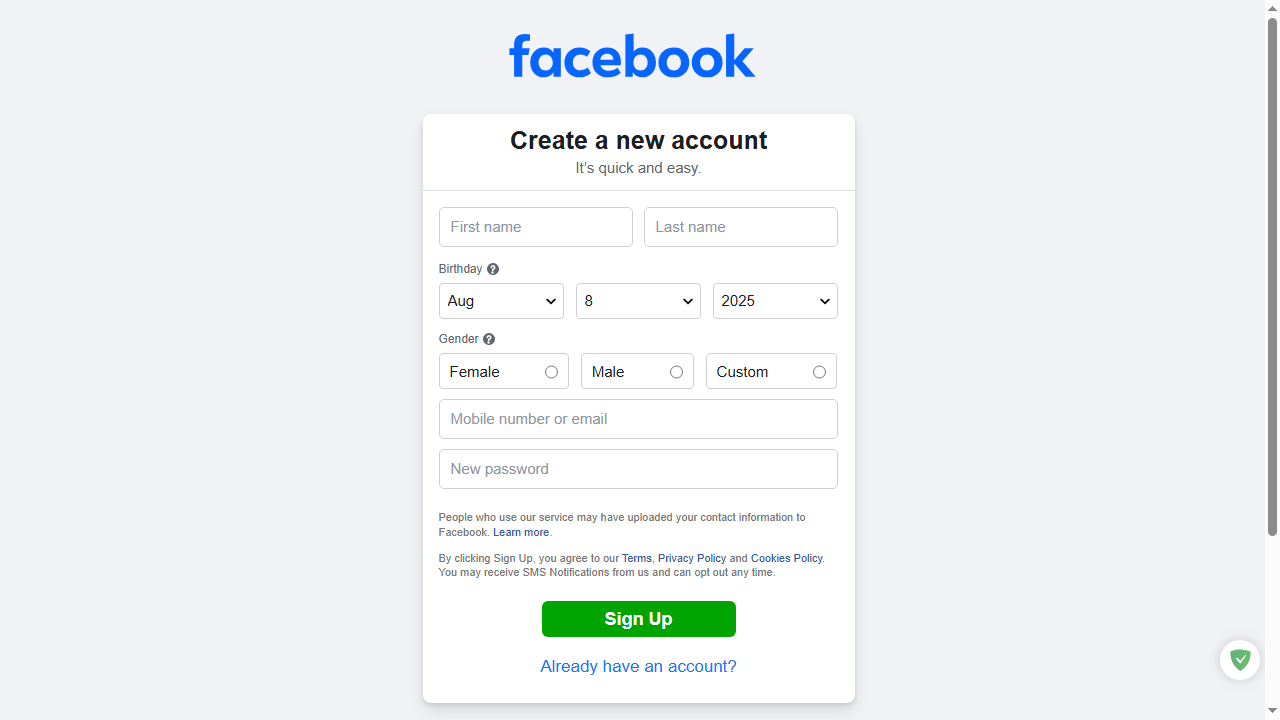 facebook
Create a new account
It's quick and easy.
First name Last name
Birthday ?
Aug 8 2025
Gender ?
Female Male Custom
Mobile number or email
New password
People who use our service may have uploaded your contact information to
Facebook. Learn more.
By clicking Sign Up, you agree to our Terms, Privacy Policy and Cookies Policy.
You may receive SMS Notifications from us and can opt out any time.
Sign Up
Already have an account?